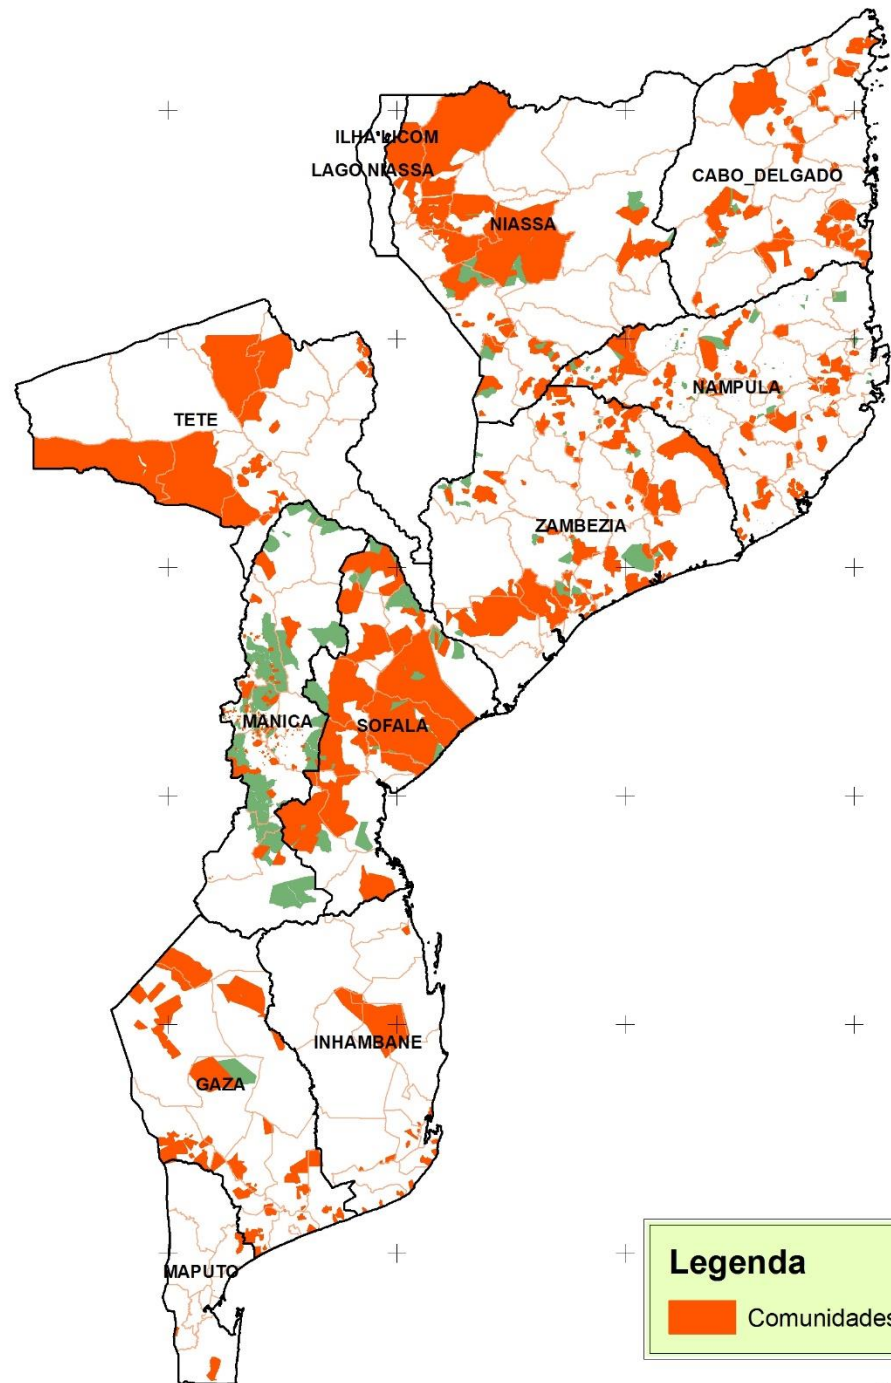 ILHA LICOM
LAGO NIASSA
CABO_DELGADO
NIASSA
NAMPULA
TETE
ZAMBEZIA
MANICA
SOFALA
INHAMBANE
GAZA
MAPUTO
Legenda
Comunidades